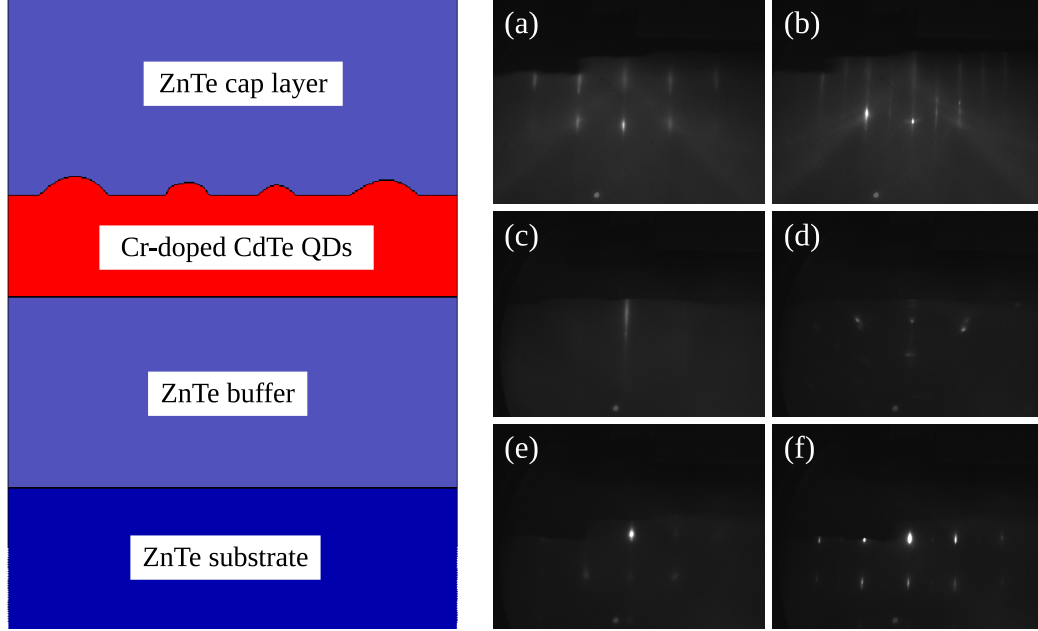 ZnTe cap layer
Cr-doped CdTe QDs
ZnTe buffer
ZnTe substrate
(a)
(b)
(c)
(d)
(e)
(f)